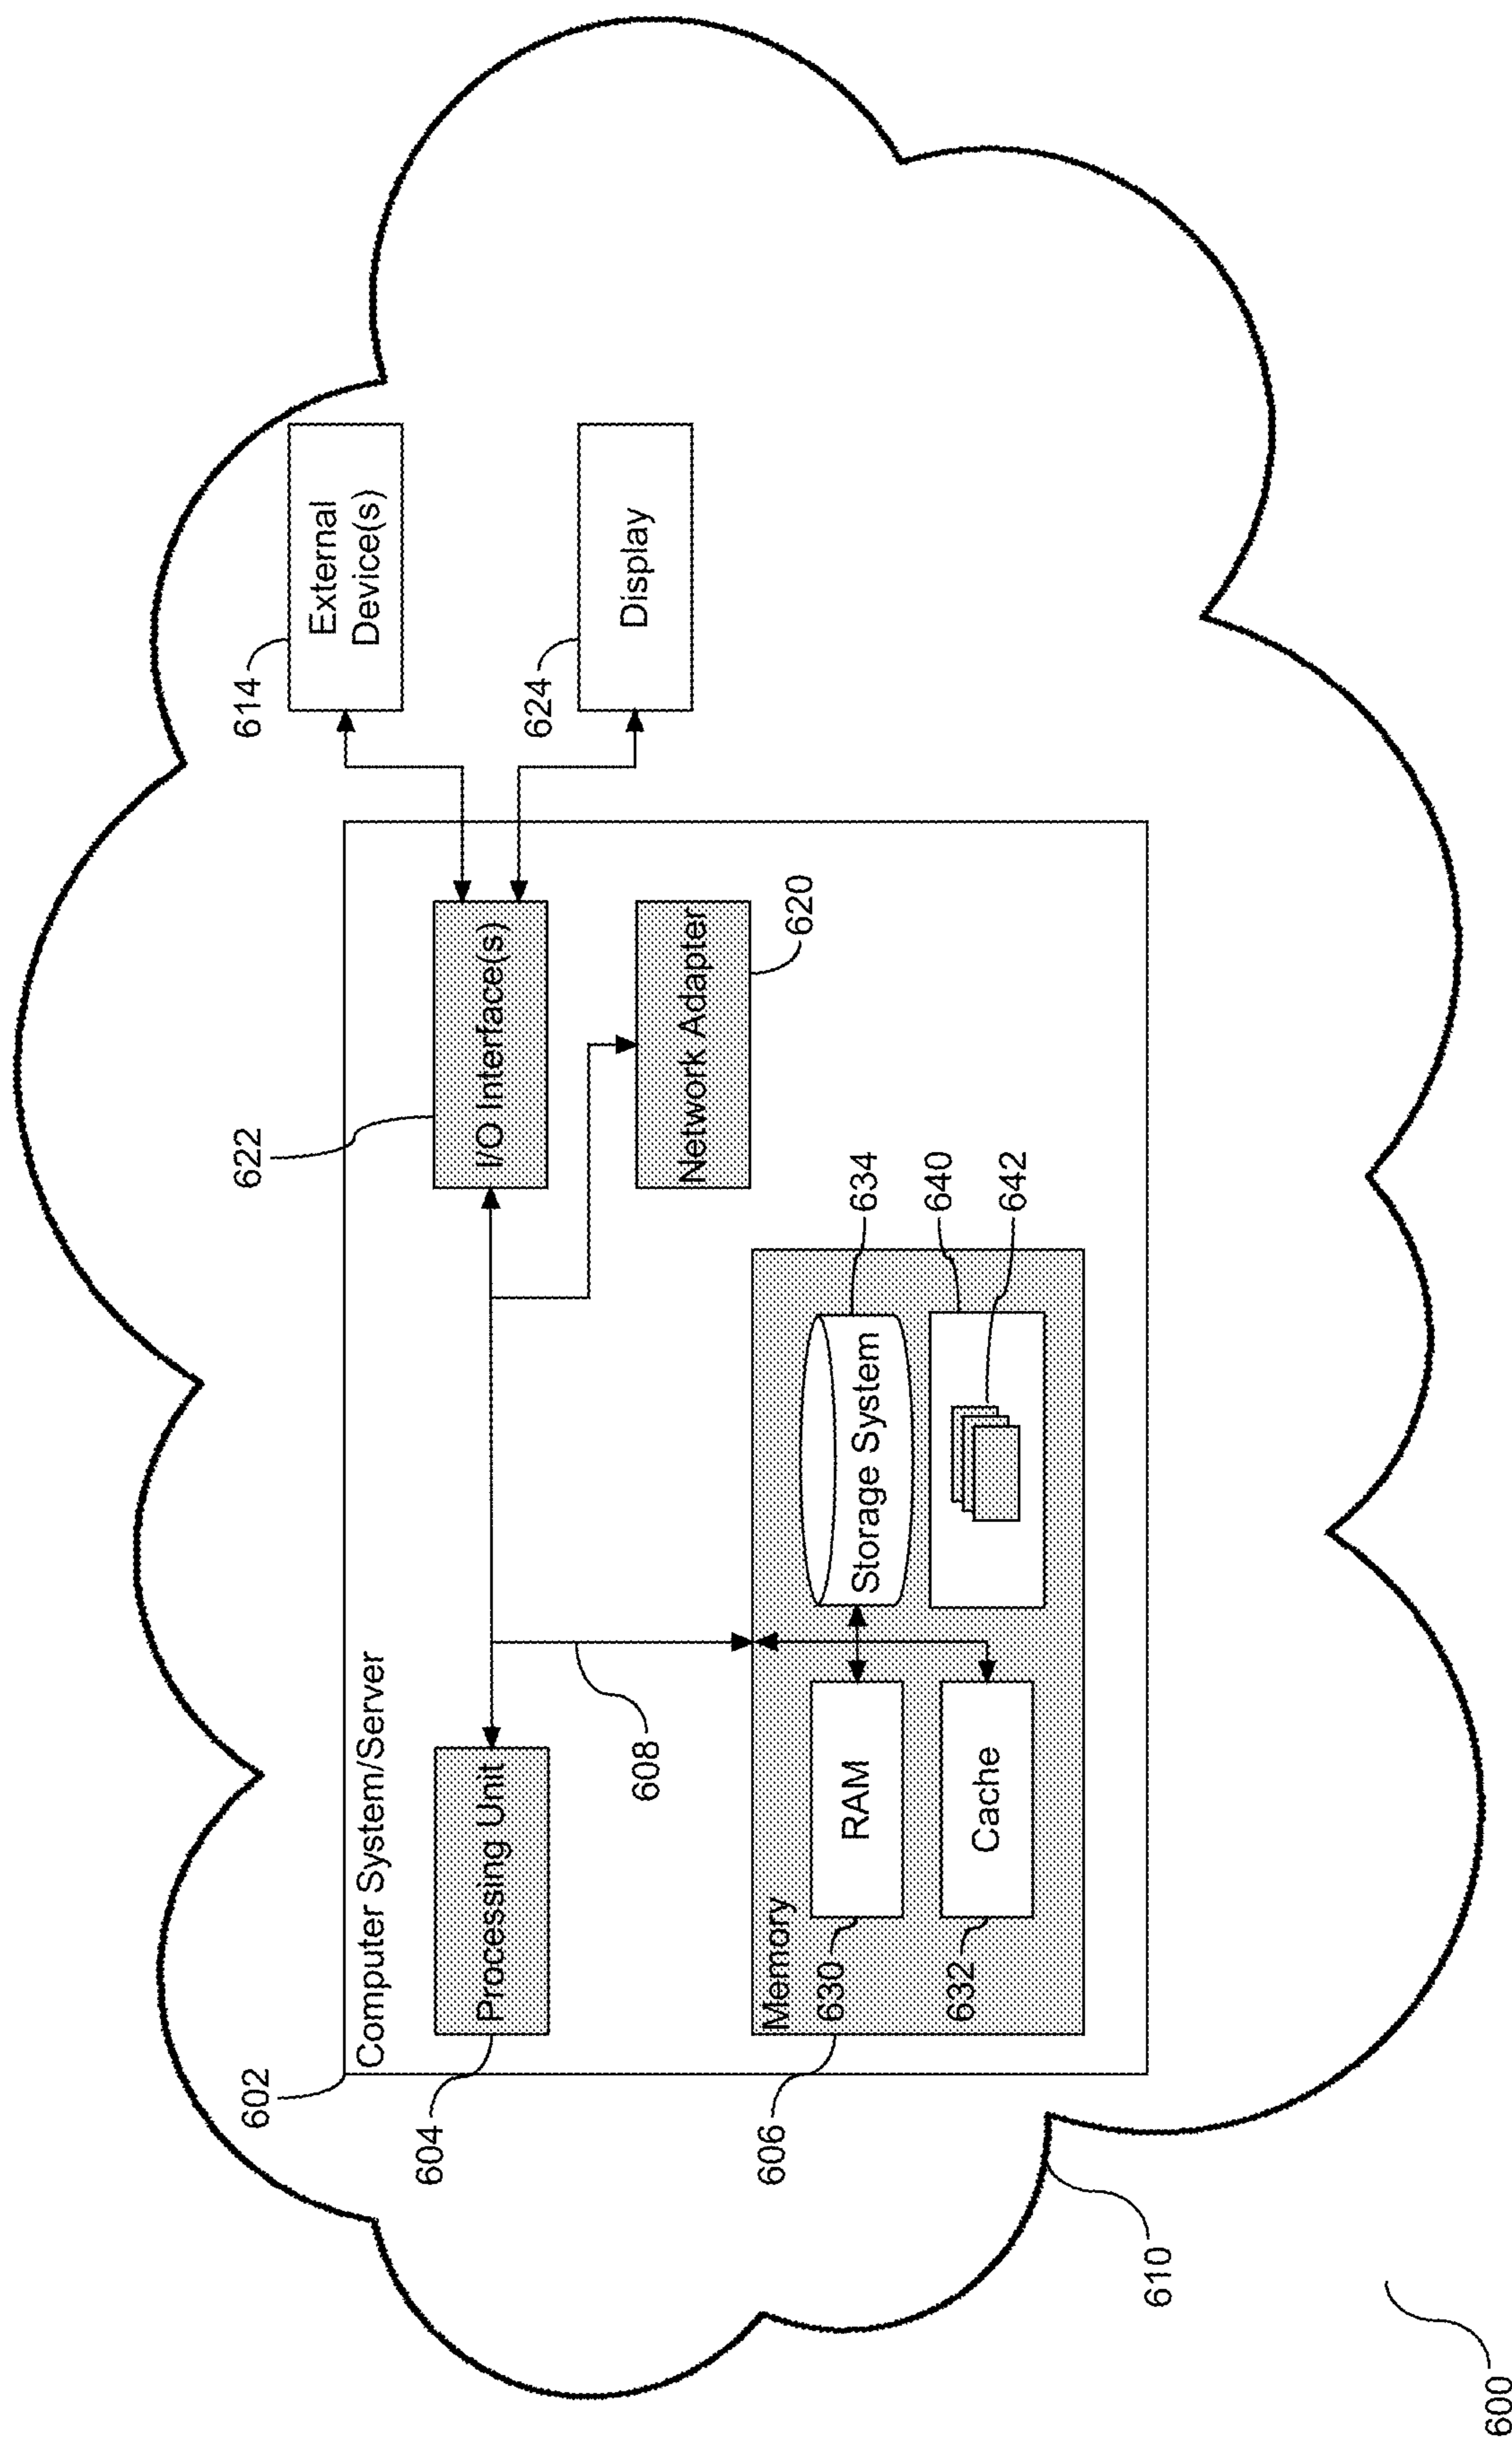 602
Computer System/Server
622
614
External
Device(s)
604
Processing Unit
I/O Interface(s)
624
Display
608
Network Adapter
620
606
Memory
630
RAM
Storage System
634
632
Cache
640
642
610
600